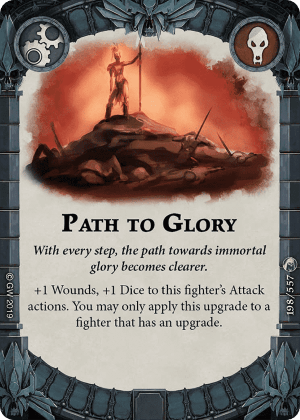 PATH TO GLORY
With every step, the path towards immortal
glory becomes clearer.
+1 Wounds, +1 Dice to this fighter's Attack
actions. You may only apply this upgrade to a
fighter that has an upgrade.
© GW 2019
198/557